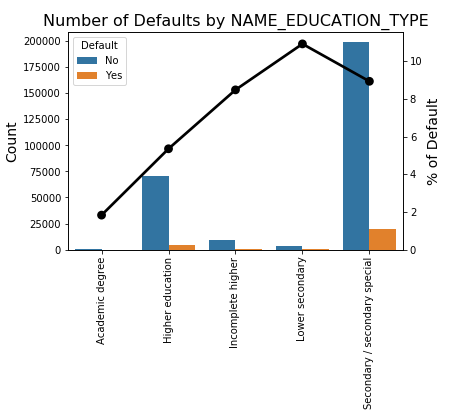 Number of Defaults by NAME_EDUCATION_TYPE
Default
No
Yes
Count
200000
175000
150000
125000
100000
75000
50000
25000
0
% of Default
10
8
6
4
2
0
Academic degree
Higher education
Incomplete higher
Lower secondary
Secondary / secondary special